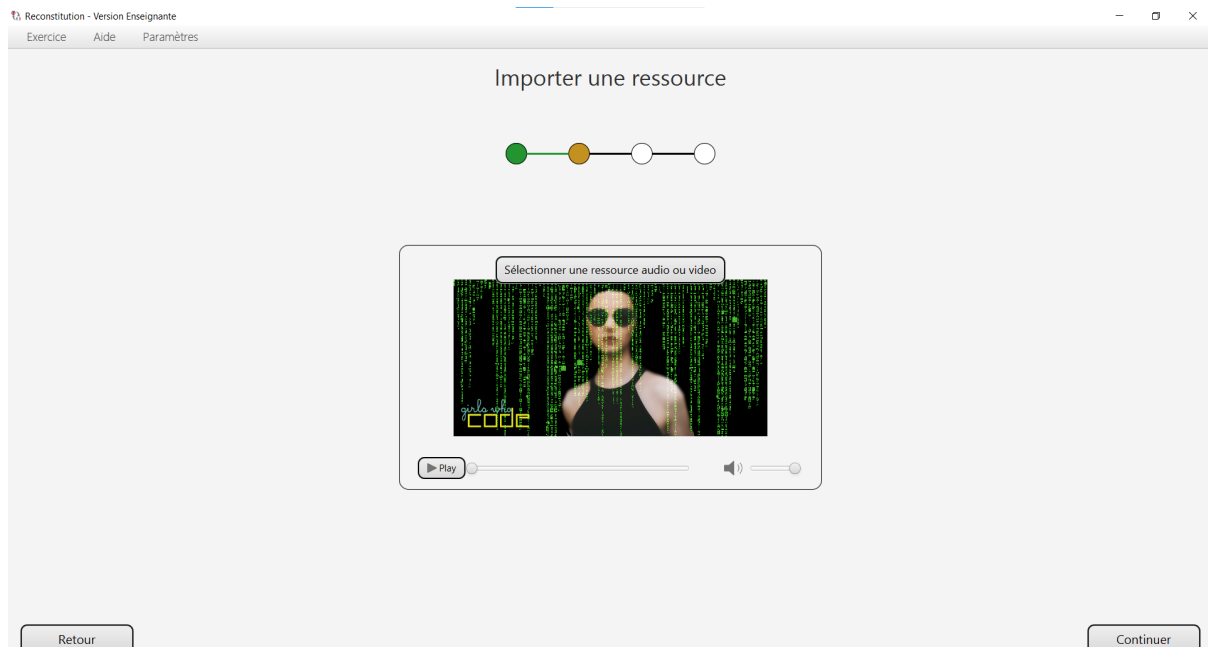 Reconstitution - Version Enseignante
Exercice Aide Paramètres
Importer une ressource
Sélectionner une ressource audio ou video
girls who
CODE
Play
Retour
Continuer